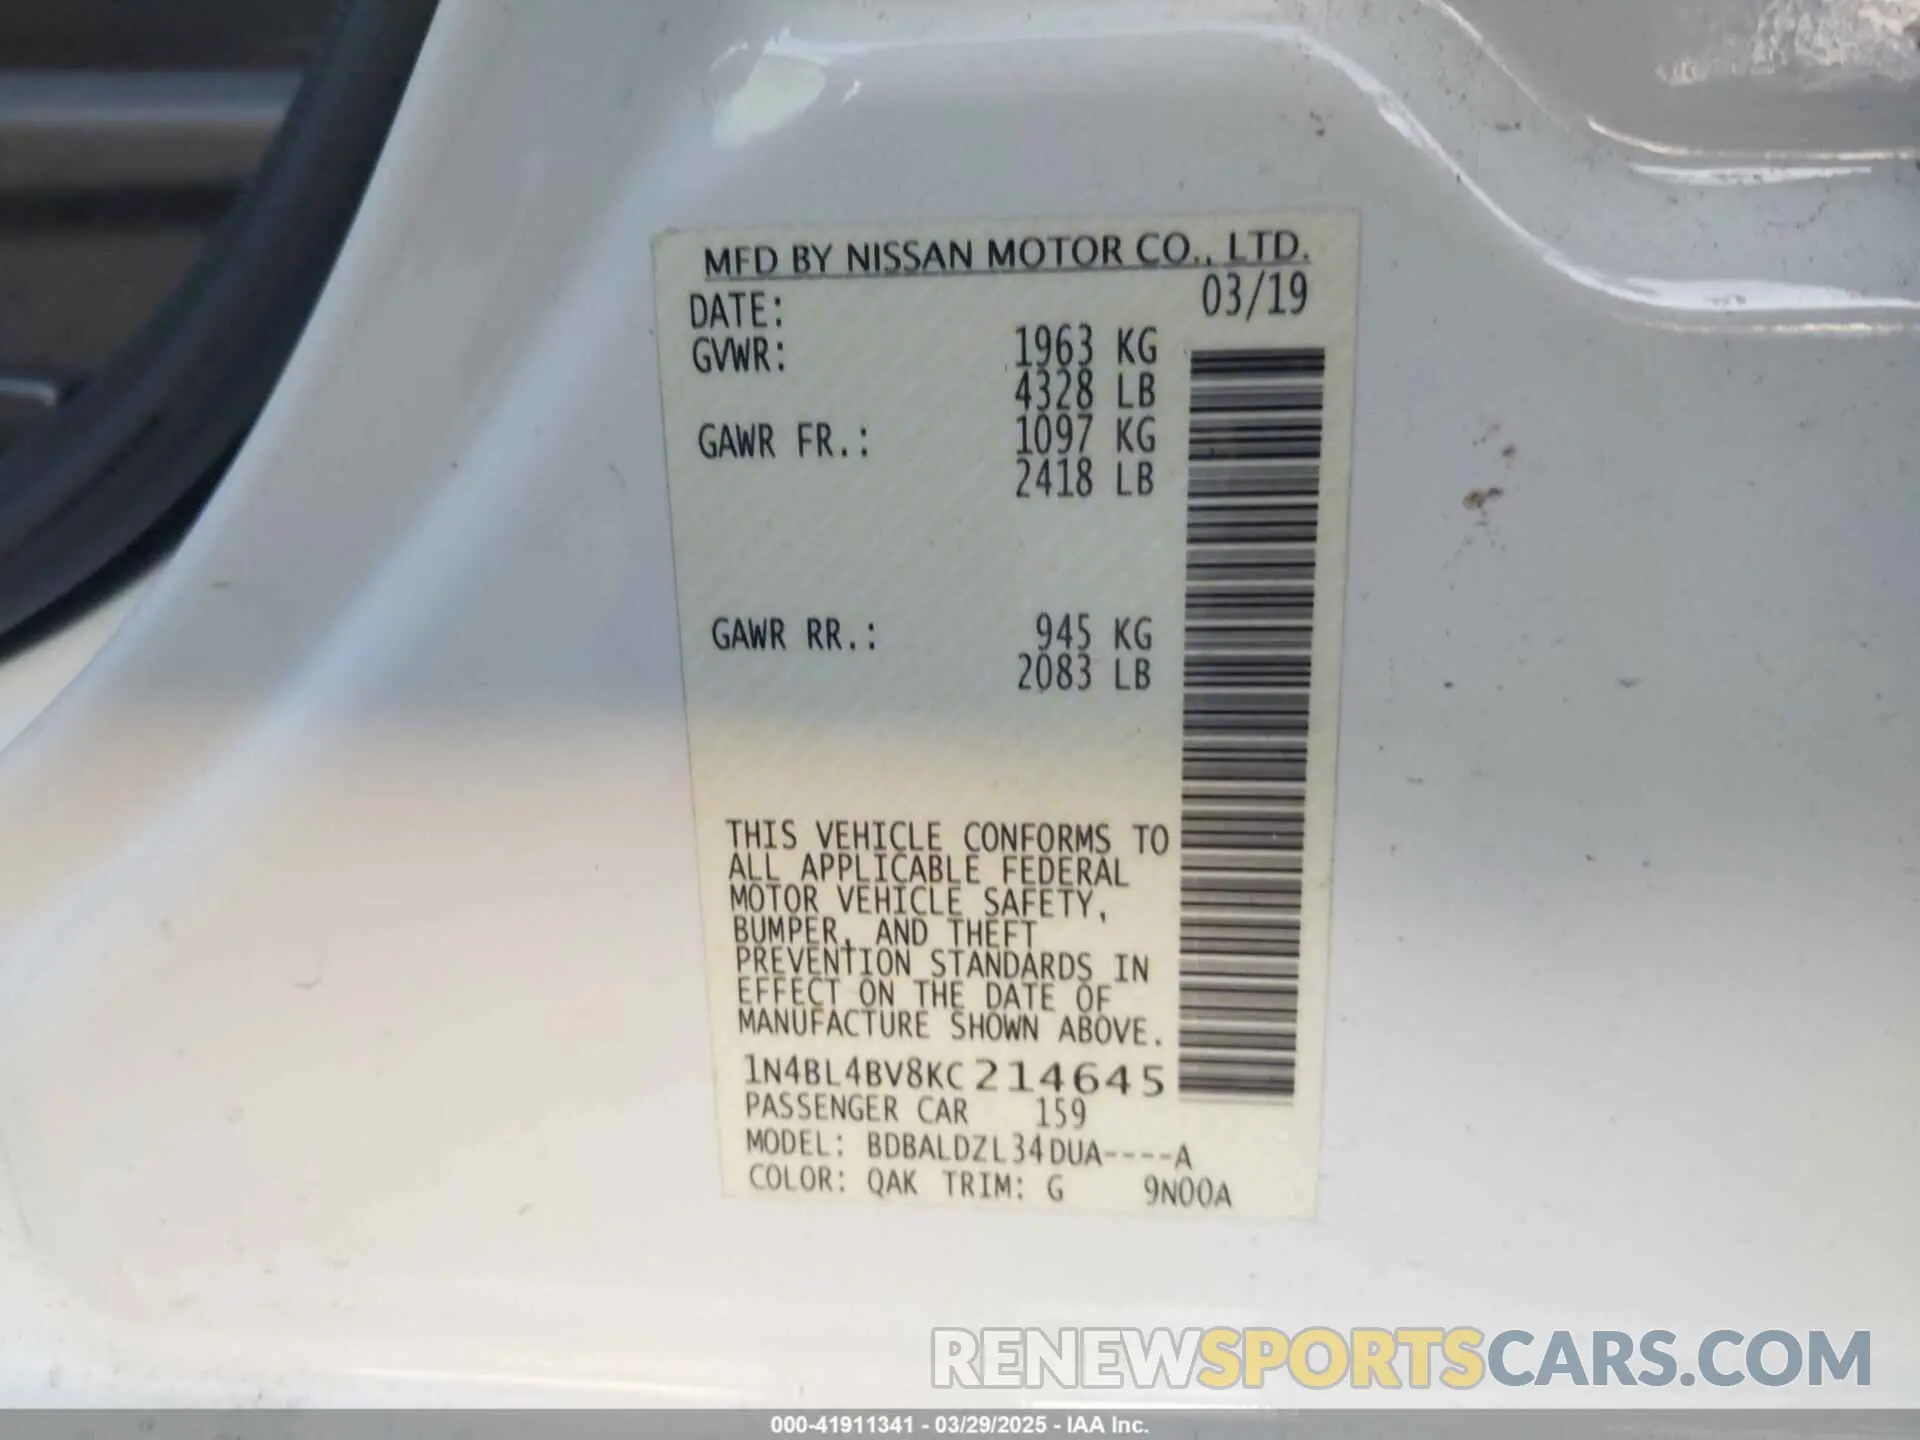 MFD BY NISSAN MOTOR CO., LTD.
DATE: 03/19
GVWR: 1963 KG
4328 LB
GAWR FR.: 1097 KG
2418 LB
GAWR RR.: 945 KG
2083 LB
THIS VEHICLE CONFORMS TO
ALL APPLICABLE FEDERAL
MOTOR VEHICLE SAFETY,
BUMPER, AND THEFT
PREVENTION STANDARDS IN
EFFECT ON THE DATE OF
MANUFACTURE SHOWN ABOVE.
1N4BL4BV8KC214645
PASSENGER CAR 159
MODEL: BDBALDZL34DUA----A
COLOR: QAK TRIM: G 9N00A
RENEWSPORTSCARS.COM
000-41911341 - 03/29/2025 - IAA Inc.